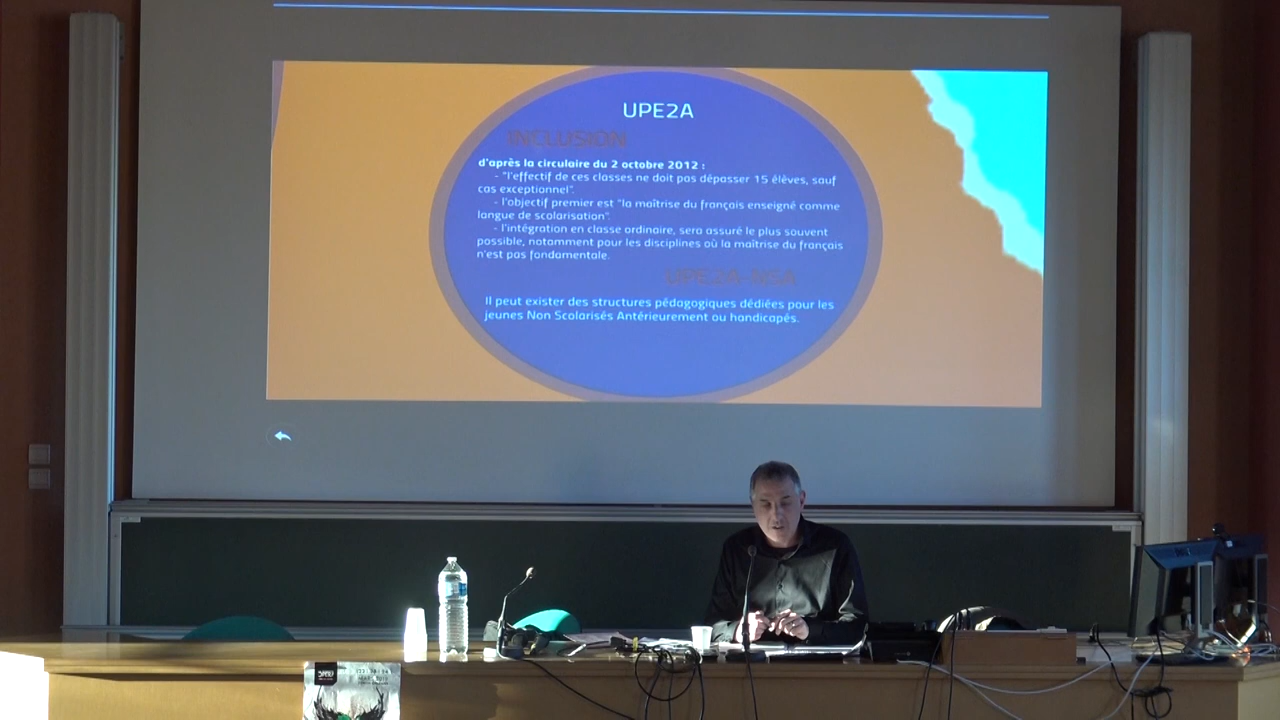 UPE2A
INCLUSION
d'après la circulaire du 2 octobre 2012 :
- "l'effectif de ces classes ne doit pas dépasser 15 élèves, sauf
cas exceptionnel".
- l'objectif premier est "la maîtrise du français enseigné comme
langue de scolarisation".
- l'intégration en classe ordinaire, sera assuré le plus souvent
possible, notamment pour les disciplines où la maîtrise du français
n'est pas fondamentale.
UPE2A-NSA
Il peut exister des structures pédagogiques dédiées pour les
jeunes Non Scolarisés Antérieurement ou handicapés.